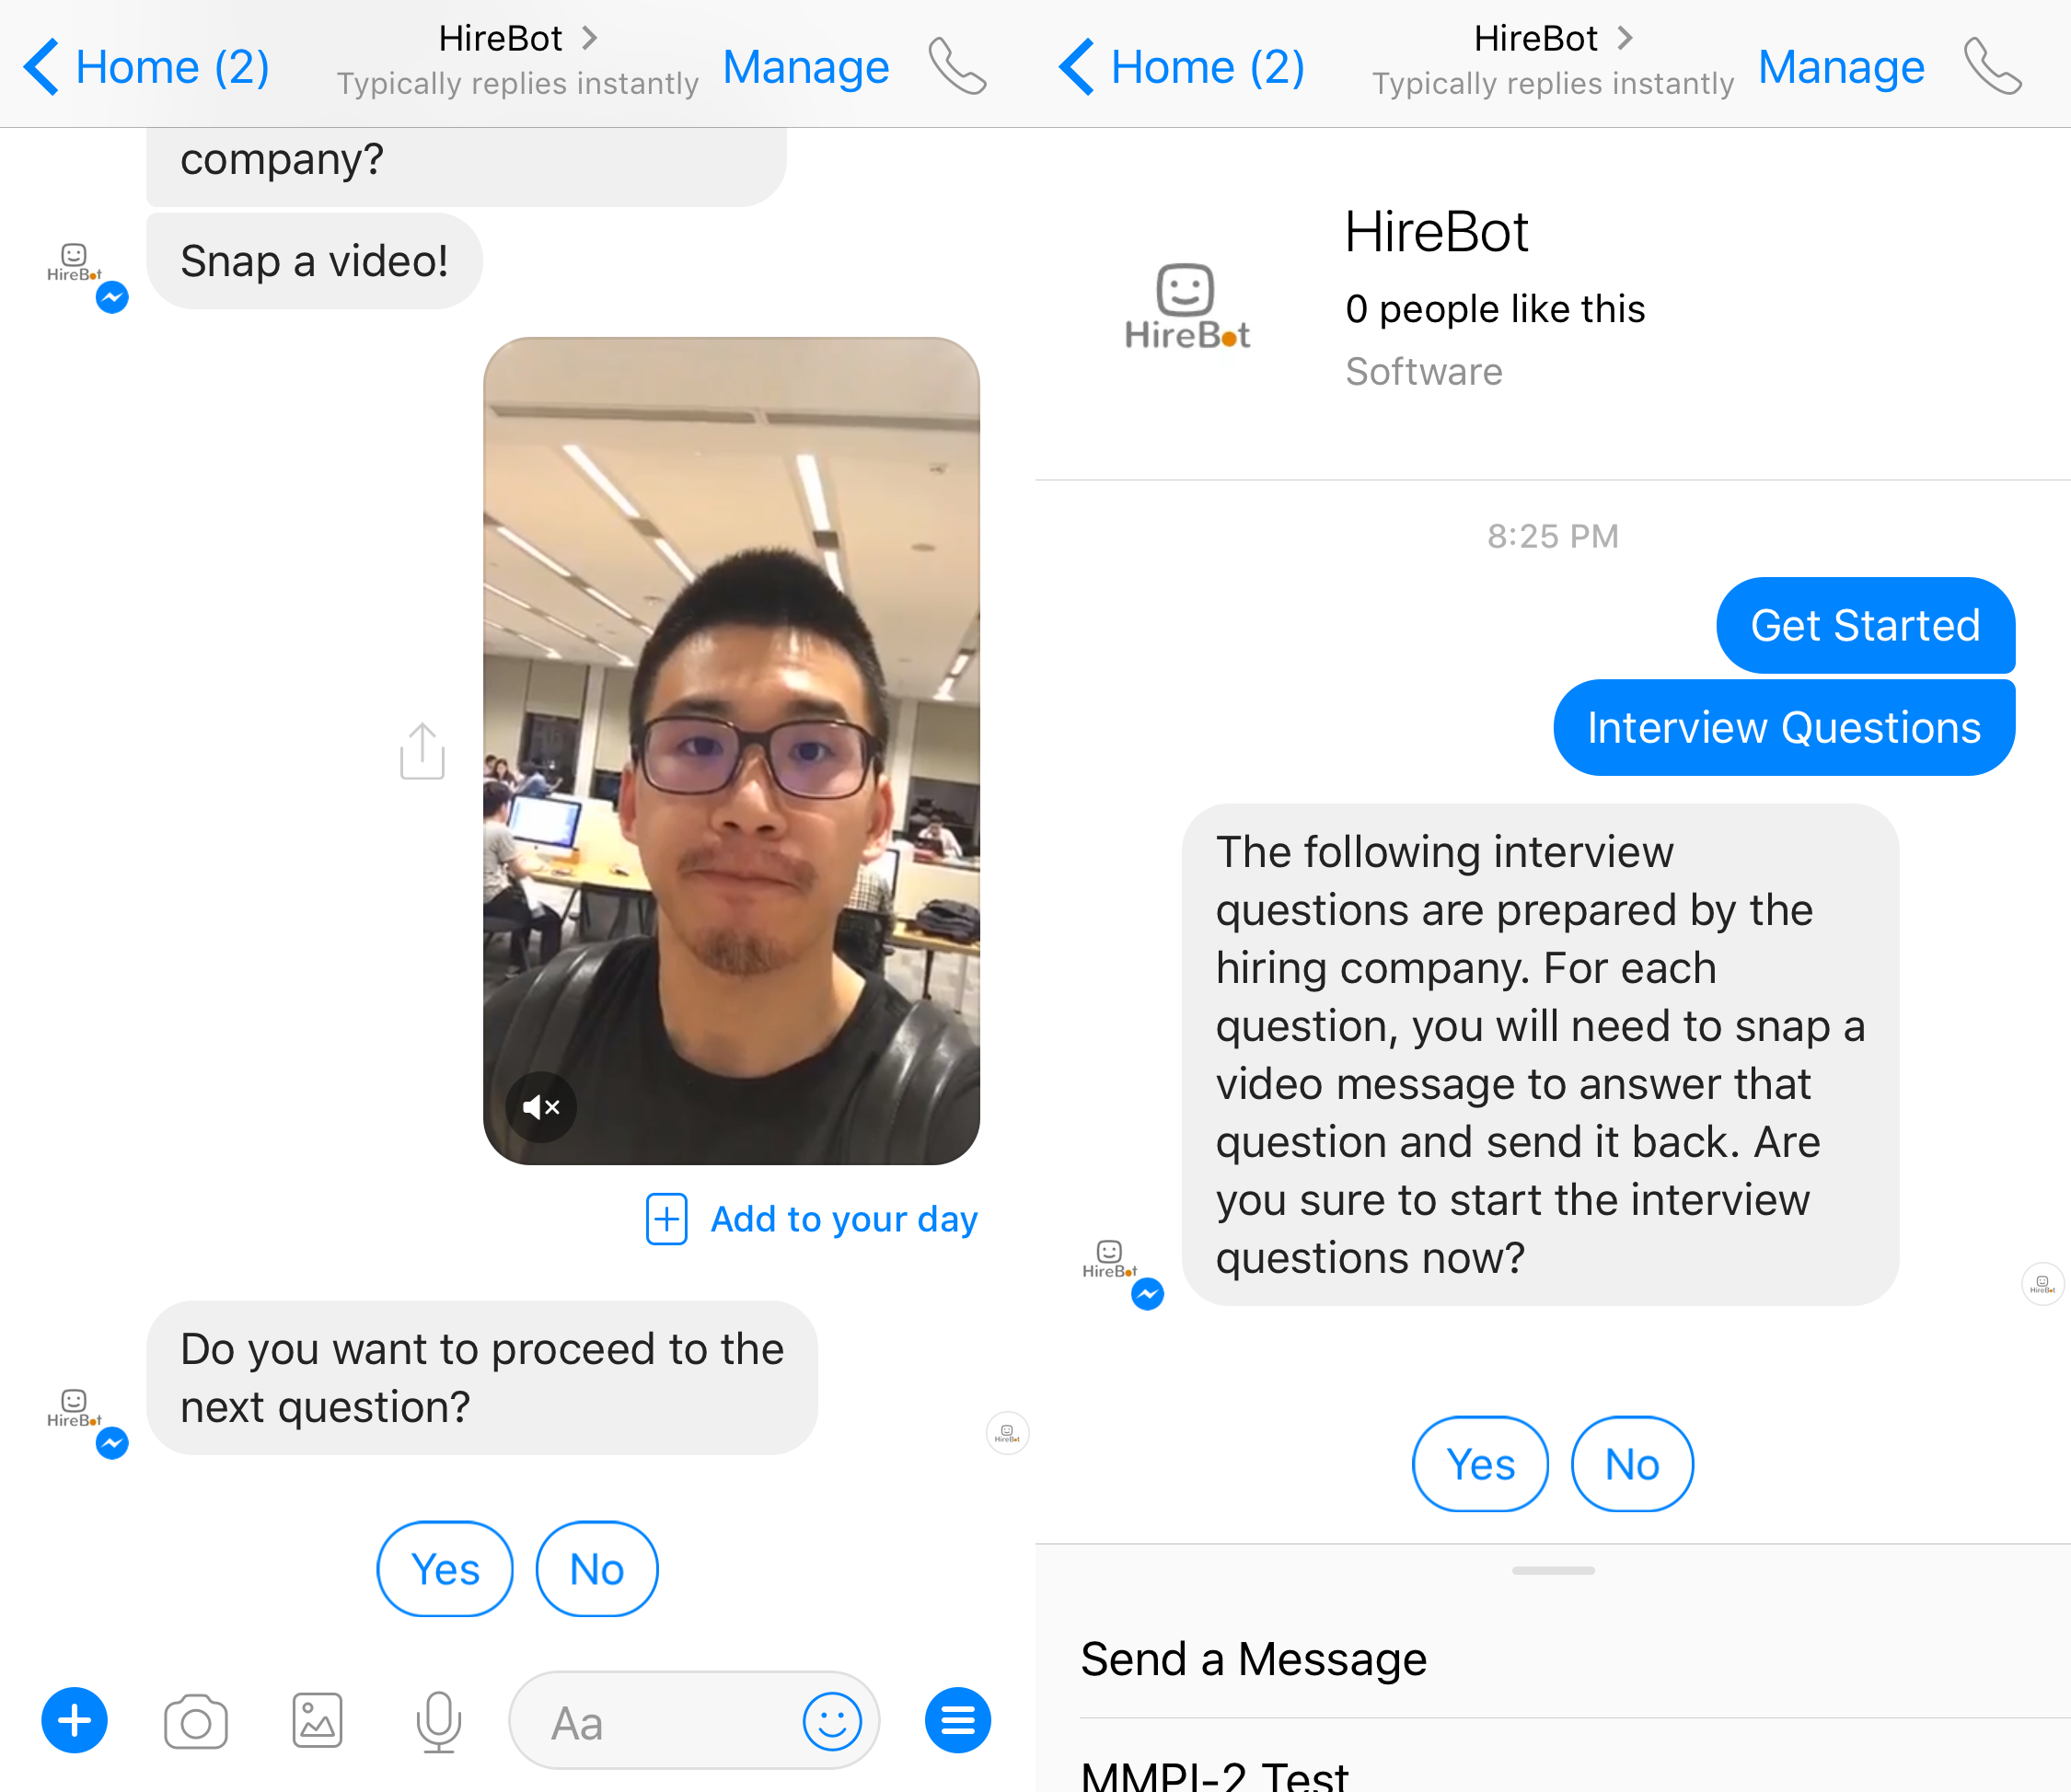 Home (2)
HireBot
Typically replies instantly
Manage
company?
Snap a video!
HireBot
Add to your day
Do you want to proceed to the
next question?
HireBot
HireBot
Yes
No
Aa
Home (2)
HireBot
Typically replies instantly
Manage
HireBot
HireBot
0 people like this
Software
8:25 PM
Get Started
Interview Questions
The following interview
questions are prepared by the
hiring company. For each
question, you will need to snap a
video message to answer that
question and send it back. Are
you sure to start the interview
questions now?
HireBot
HireBot
Yes
No
Send a Message
MMPI-2 Test